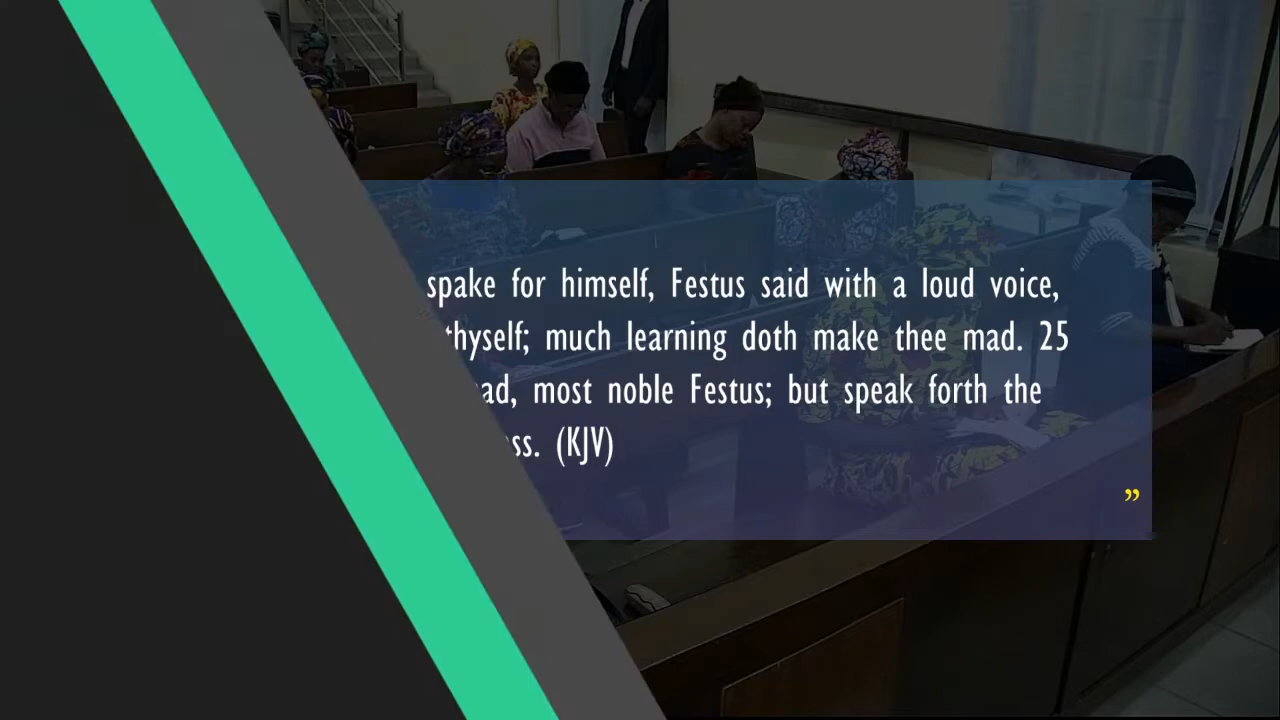 spake for himself, Festus said with a loud voice,
thyself; much learning doth make thee mad. 25
most noble Festus; but speak forth the
(KJV)
”